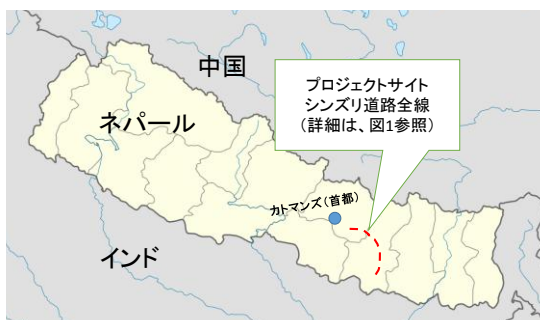 中国
プロジェクトサイト
シンズリ道路全線
（詳細は、図1参照）
ネパール
カトマンズ（首都）
インド